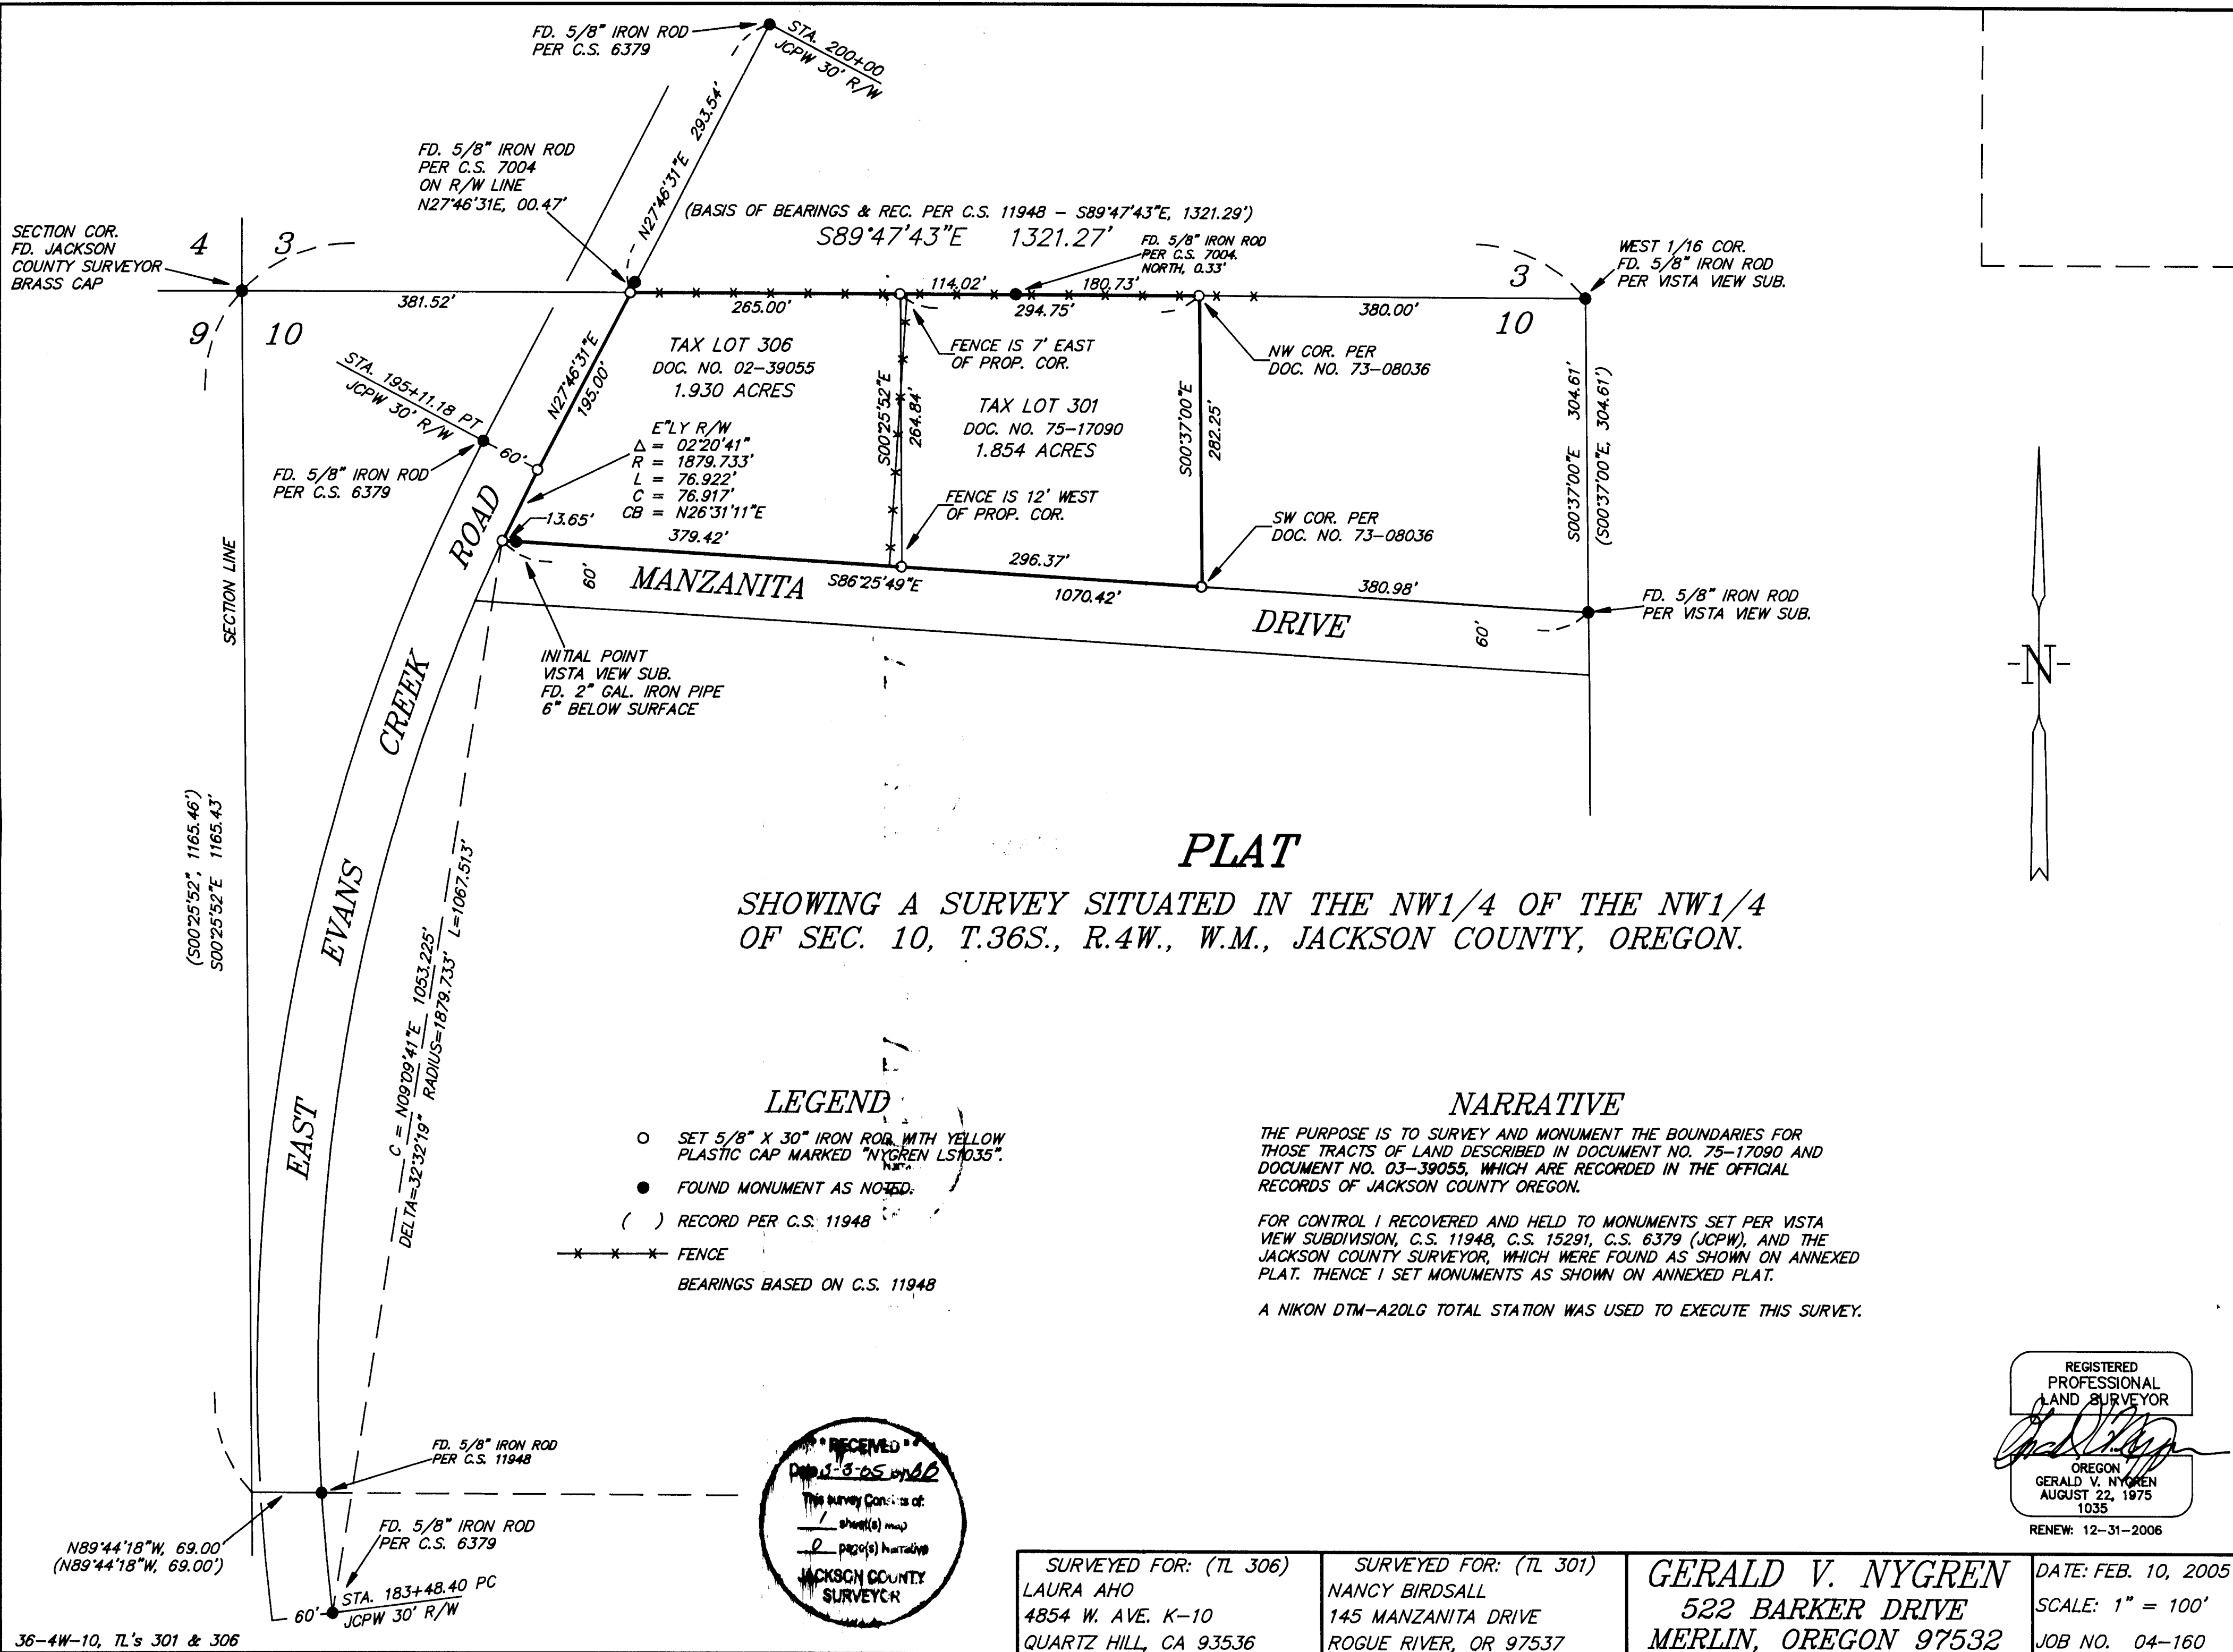 FD. 5/8" IRON ROD
PER C.S. 6379
STA. 200+00
JCPW 30' R/W
N27°46'31"E 293.54'
FD. 5/8" IRON ROD
PER C.S. 7004
ON R/W LINE
N27°46'31E, 00.47'
(BASIS OF BEARINGS & REC. PER C.S. 11948 - S89°47'43"E, 1321.29')
S89°47'43"E 1321.27'
FD. 5/8" IRON ROD
PER C.S. 7004.
NORTH, 0.33'
SECTION COR.
FD. JACKSON
COUNTY SURVEYOR
BRASS CAP
4 3
9 10
WEST 1/16 COR.
FD. 5/8" IRON ROD
PER VISTA VIEW SUB.
3
10
381.52'
265.00'
114.02'
180.73'
294.75'
380.00'
TAX LOT 306
DOC. NO. 02-39055
1.930 ACRES
FENCE IS 7' EAST
OF PROP. COR.
NW COR. PER
DOC. NO. 73-08036
STA. 195+11.18 PT
JCPW 30' R/W
N27°46'31"E
195.00'
60'
E'LY R/W
Δ = 02°20'41"
R = 1879.733'
L = 76.922'
C = 76.917'
CB = N26°31'11"E
S00°25'52"E
264.84'
TAX LOT 301
DOC. NO. 75-17090
1.854 ACRES
S00°37'00"E
282.25'
S00°37'00"E 304.61'
(S00°37'00"E, 304.61')
FD. 5/8" IRON ROD
PER C.S. 6379
FENCE IS 12' WEST
OF PROP. COR.
SW COR. PER
DOC. NO. 73-08036
13.65'
379.42'
296.37'
S86°25'49"E
1070.42'
380.98'
60'
MANZANITA DRIVE
60'
FD. 5/8" IRON ROD
PER VISTA VIEW SUB.
INITIAL POINT
VISTA VIEW SUB.
FD. 2" GAL. IRON PIPE
6" BELOW SURFACE
N
SECTION LINE
(S00°25'52", 1165.46')
S00°25'52"E 1165.43'
EAST EVANS CREEK ROAD
C = N09°09'41"E 1053.225'
DELTA=32°32'19" RADIUS=1879.733' L=1067.513'
PLAT
SHOWING A SURVEY SITUATED IN THE NW1/4 OF THE NW1/4
OF SEC. 10, T.36S., R.4W., W.M., JACKSON COUNTY, OREGON.
LEGEND
SET 5/8" X 30" IRON ROD WITH YELLOW
PLASTIC CAP MARKED "NYGREN LS1035".
FOUND MONUMENT AS NOTED.
( ) RECORD PER C.S. 11948
FENCE
BEARINGS BASED ON C.S. 11948
NARRATIVE
THE PURPOSE IS TO SURVEY AND MONUMENT THE BOUNDARIES FOR
THOSE TRACTS OF LAND DESCRIBED IN DOCUMENT NO. 75-17090 AND
DOCUMENT NO. 03-39055, WHICH ARE RECORDED IN THE OFFICIAL
RECORDS OF JACKSON COUNTY OREGON.
FOR CONTROL I RECOVERED AND HELD TO MONUMENTS SET PER VISTA
VIEW SUBDIVISION, C.S. 11948, C.S. 15291, C.S. 6379 (JCPW), AND THE
JACKSON COUNTY SURVEYOR, WHICH WERE FOUND AS SHOWN ON ANNEXED
PLAT. THENCE I SET MONUMENTS AS SHOWN ON ANNEXED PLAT.
A NIKON DTM-A20LG TOTAL STATION WAS USED TO EXECUTE THIS SURVEY.
REGISTERED
PROFESSIONAL
LAND SURVEYOR
OREGON
GERALD V. NYGREN
AUGUST 22, 1975
1035
RENEW: 12-31-2006
RECEIVED
Date 3-3-05 By BB
This survey Consists of:
1 sheet(s) map
0 page(s) narrative
JACKSON COUNTY
SURVEYOR
FD. 5/8" IRON ROD
PER C.S. 11948
N89°44'18"W, 69.00'
(N89°44'18"W, 69.00')
FD. 5/8" IRON ROD
PER C.S. 6379
60'
STA. 183+48.40 PC
JCPW 30' R/W
36-4W-10, TL's 301 & 306
SURVEYED FOR: (TL 306)
LAURA AHO
4854 W. AVE. K-10
QUARTZ HILL, CA 93536
SURVEYED FOR: (TL 301)
NANCY BIRDSALL
145 MANZANITA DRIVE
ROGUE RIVER, OR 97537
GERALD V. NYGREN
522 BARKER DRIVE
MERLIN, OREGON 97532
DATE: FEB. 10, 2005
SCALE: 1" = 100'
JOB NO. 04-160